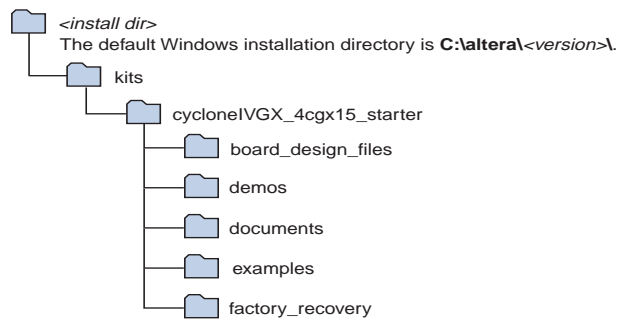 <install dir>
The default Windows installation directory is C:\altera\<version>\.
kits
cycloneIVGX_4cgx15_starter
board_design_files
demos
documents
examples
factory_recovery